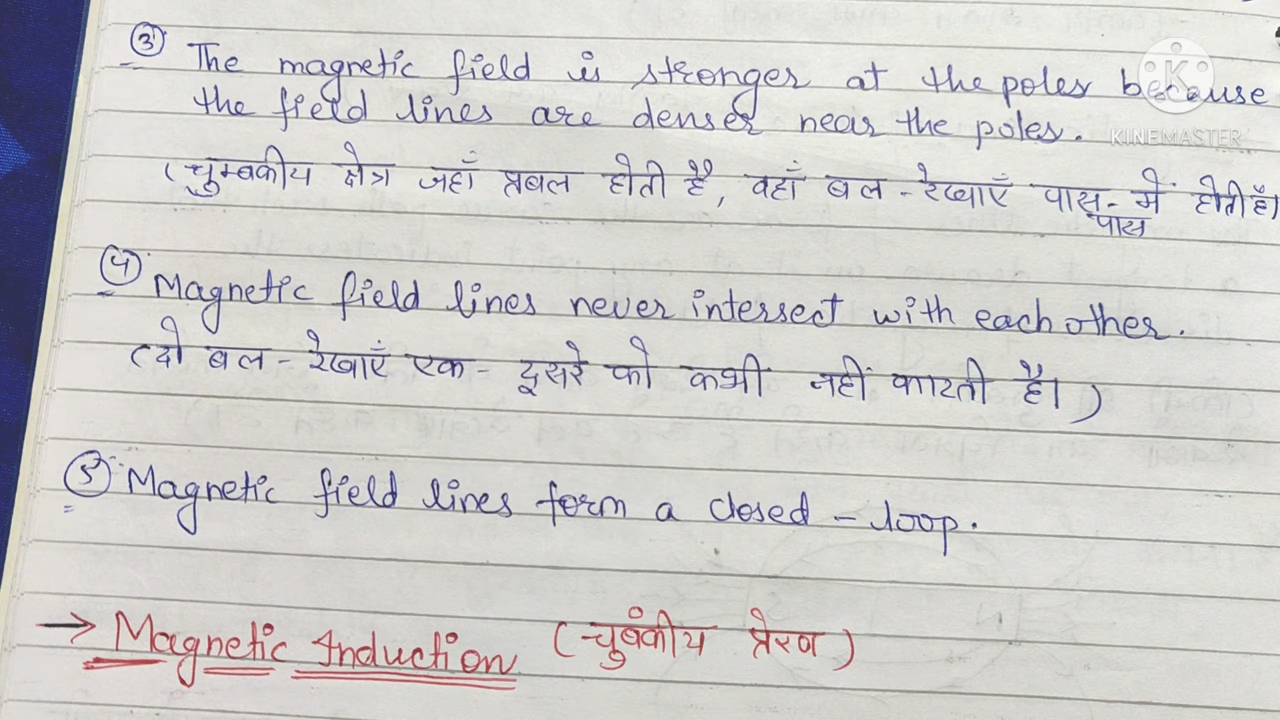 ③ The magnetic field is stronger at the poles because
the field lines are denser near the poles.
KINEMASTER
(चुम्बकीय क्षेत्र जहाँ प्रबल होती है, वहाँ बल-रेखाएँ पास-में होती है।
पास
④ Magnetic field lines never intersect with each other.
(दो बल-रेखाएँ एक-दूसरे को कभी नहीं काटती है।)
⑤ Magnetic field lines form a closed-loop.
→ Magnetic Induction (चुबंकीय प्रेरण)